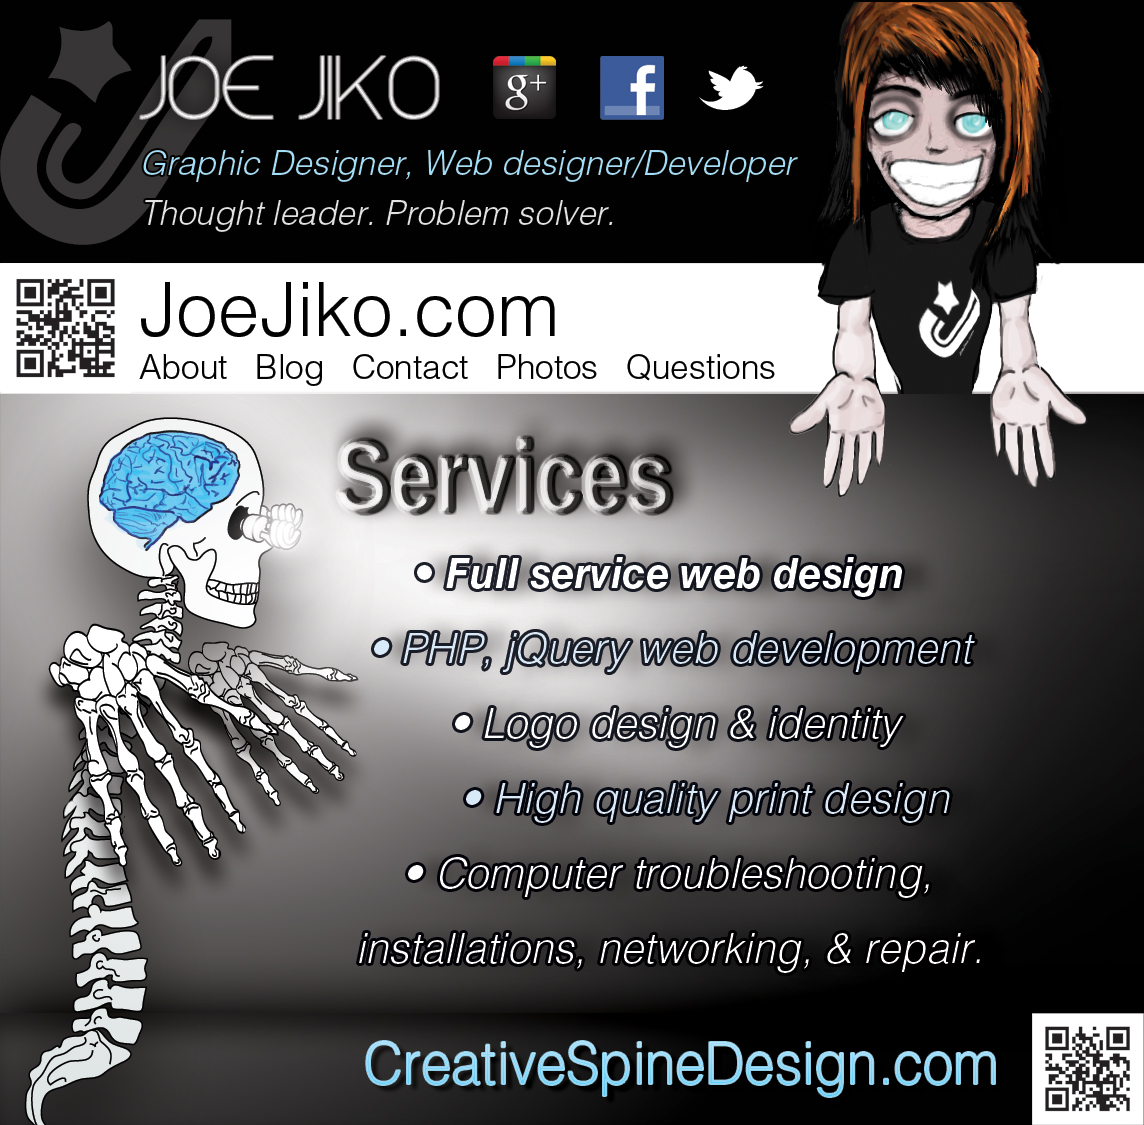 JOE JIKO
g+ f
Graphic Designer, Web designer/Developer
Thought leader. Problem solver.
JoeJiko.com
About Blog Contact Photos Questions
Services
• Full service web design
• PHP, jQuery web development
• Logo design & identity
• High quality print design
• Computer troubleshooting,
installations, networking, & repair.
CreativeSpineDesign.com